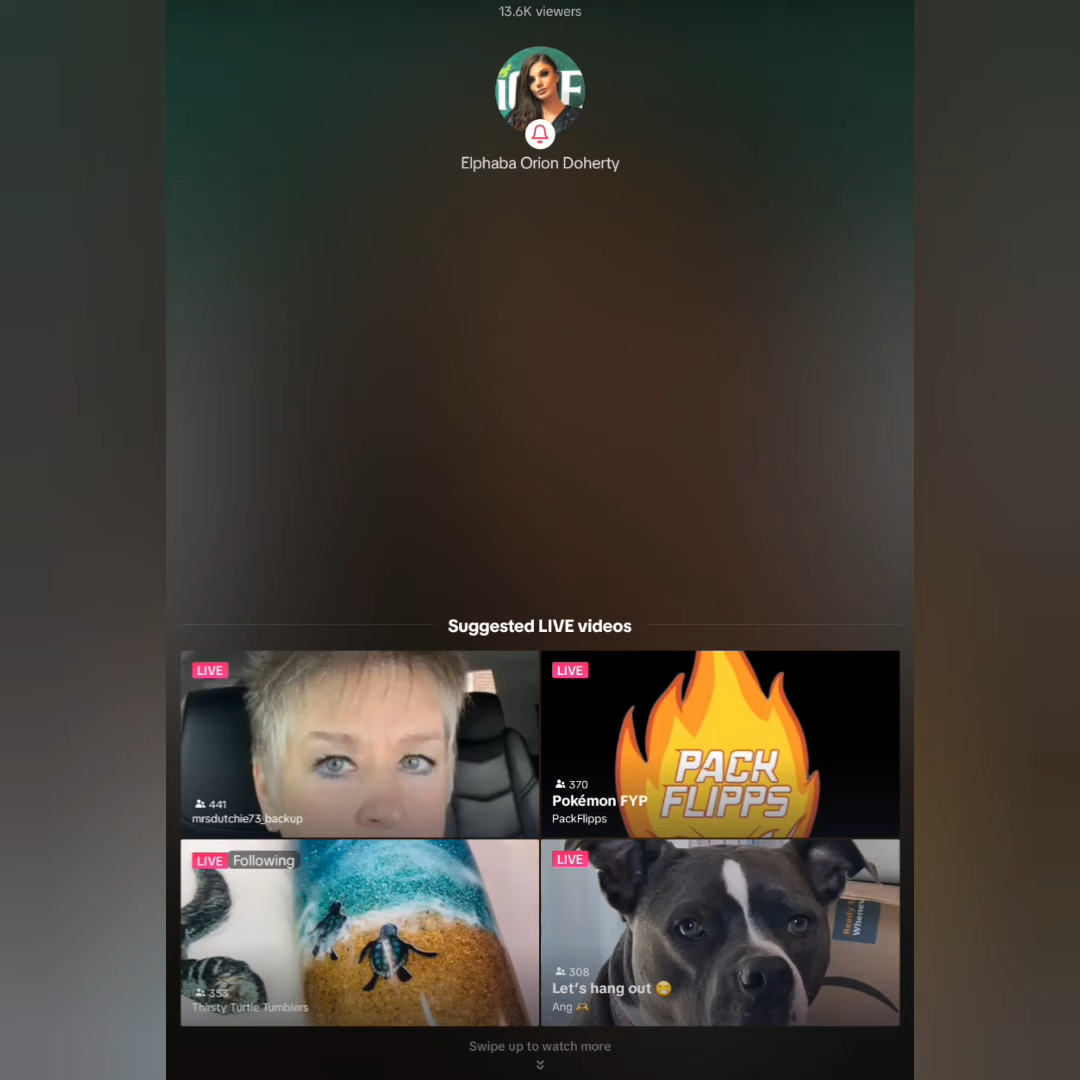 13.6K viewers
Elphaba Orion Doherty
Suggested LIVE videos
LIVE
441
mrsdutchie73_backup
LIVE
PACK
FLIPPS
370
Pokémon FYP
PackFlipps
LIVE Following
353
Thirsty Turtle Tumblers
LIVE
308
Let's hang out 😁
Ang 🫶
Swipe up to watch more